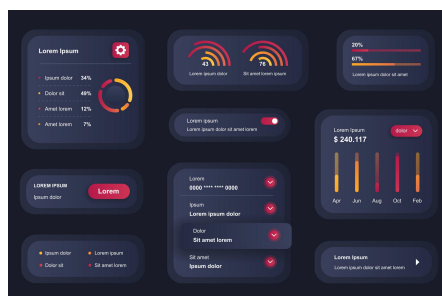 Lorem Ipsum
Ipsum dolor 34%
Dolor sit 49%
Amet lorem 12%
Amet lorem 7%
43
Lorem ipsum dolor
76
Sit amet lorem ipsum
20%
67%
Lorem ipsum dolor sit amet
Lorem ipsum
Lorem ipsum dolor sit amet lorem
Lorem Ipsum
$ 240.117
dolor
Apr Jun Aug Oct Feb
LOREM IPSUM
Ipsum dolor
Lorem
Lorem
0000 **** **** 0000
Ipsum
Lorem ipsum dolor
Dolor
Sit amet lorem
Sit amet
Ipsum dolor
Ipsum dolor
Lorem ipsum
Dolor sit
Sit amet lorem
Lorem Ipsum
Lorem ipsum dolor sit amet lorem